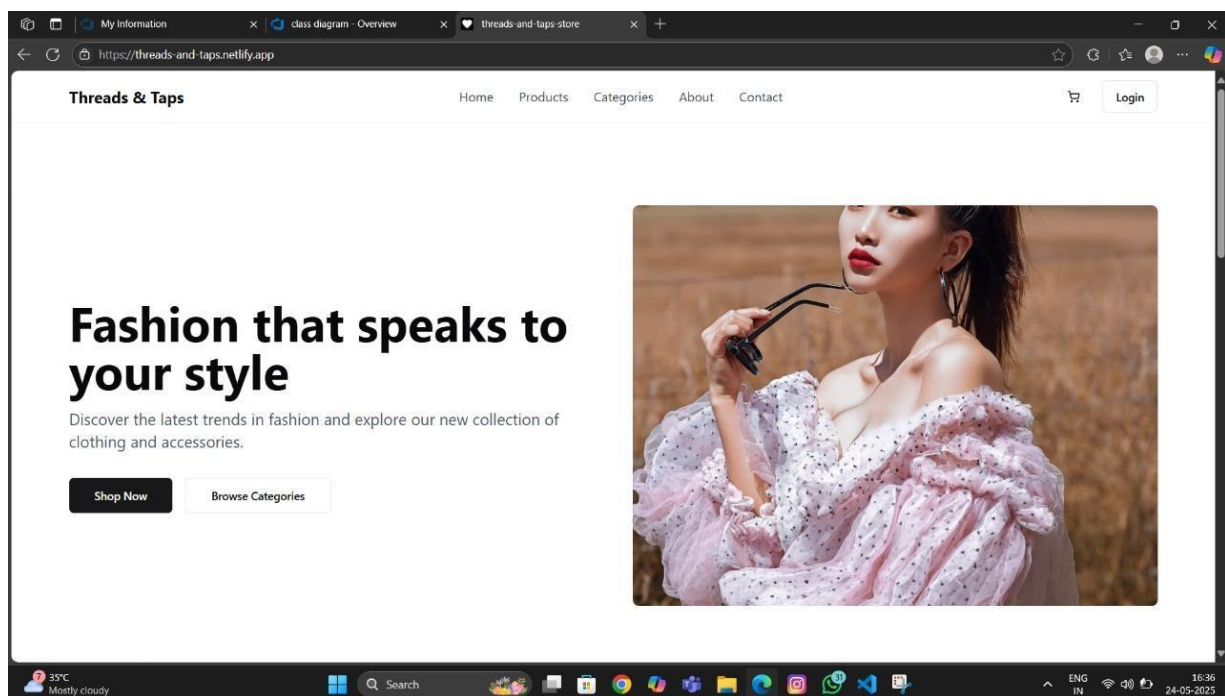 My Information
class diagram - Overview
threads-and-taps-store
https://threads-and-taps.netlify.app
Threads & Taps
Home Products Categories About Contact
Login
Fashion that speaks to
your style
Discover the latest trends in fashion and explore our new collection of
clothing and accessories.
Shop Now Browse Categories
7
35°C
Mostly cloudy
Search
31
ENG
IN
16:36
24-05-2025